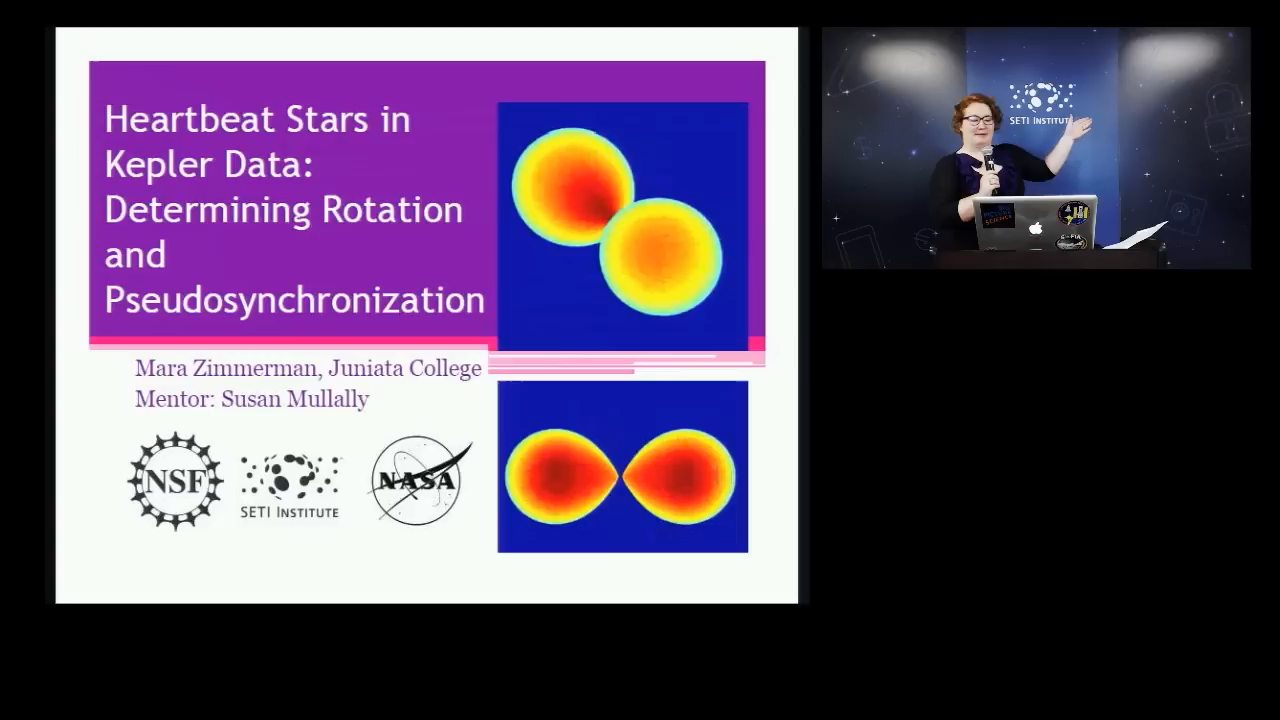 Heartbeat Stars in
Kepler Data:
Determining Rotation
and
Pseudosynchronization
Mara Zimmerman, Juniata College
Mentor: Susan Mullally
NSF
SETI INSTITUTE
NASA
SETI INSTITUTE